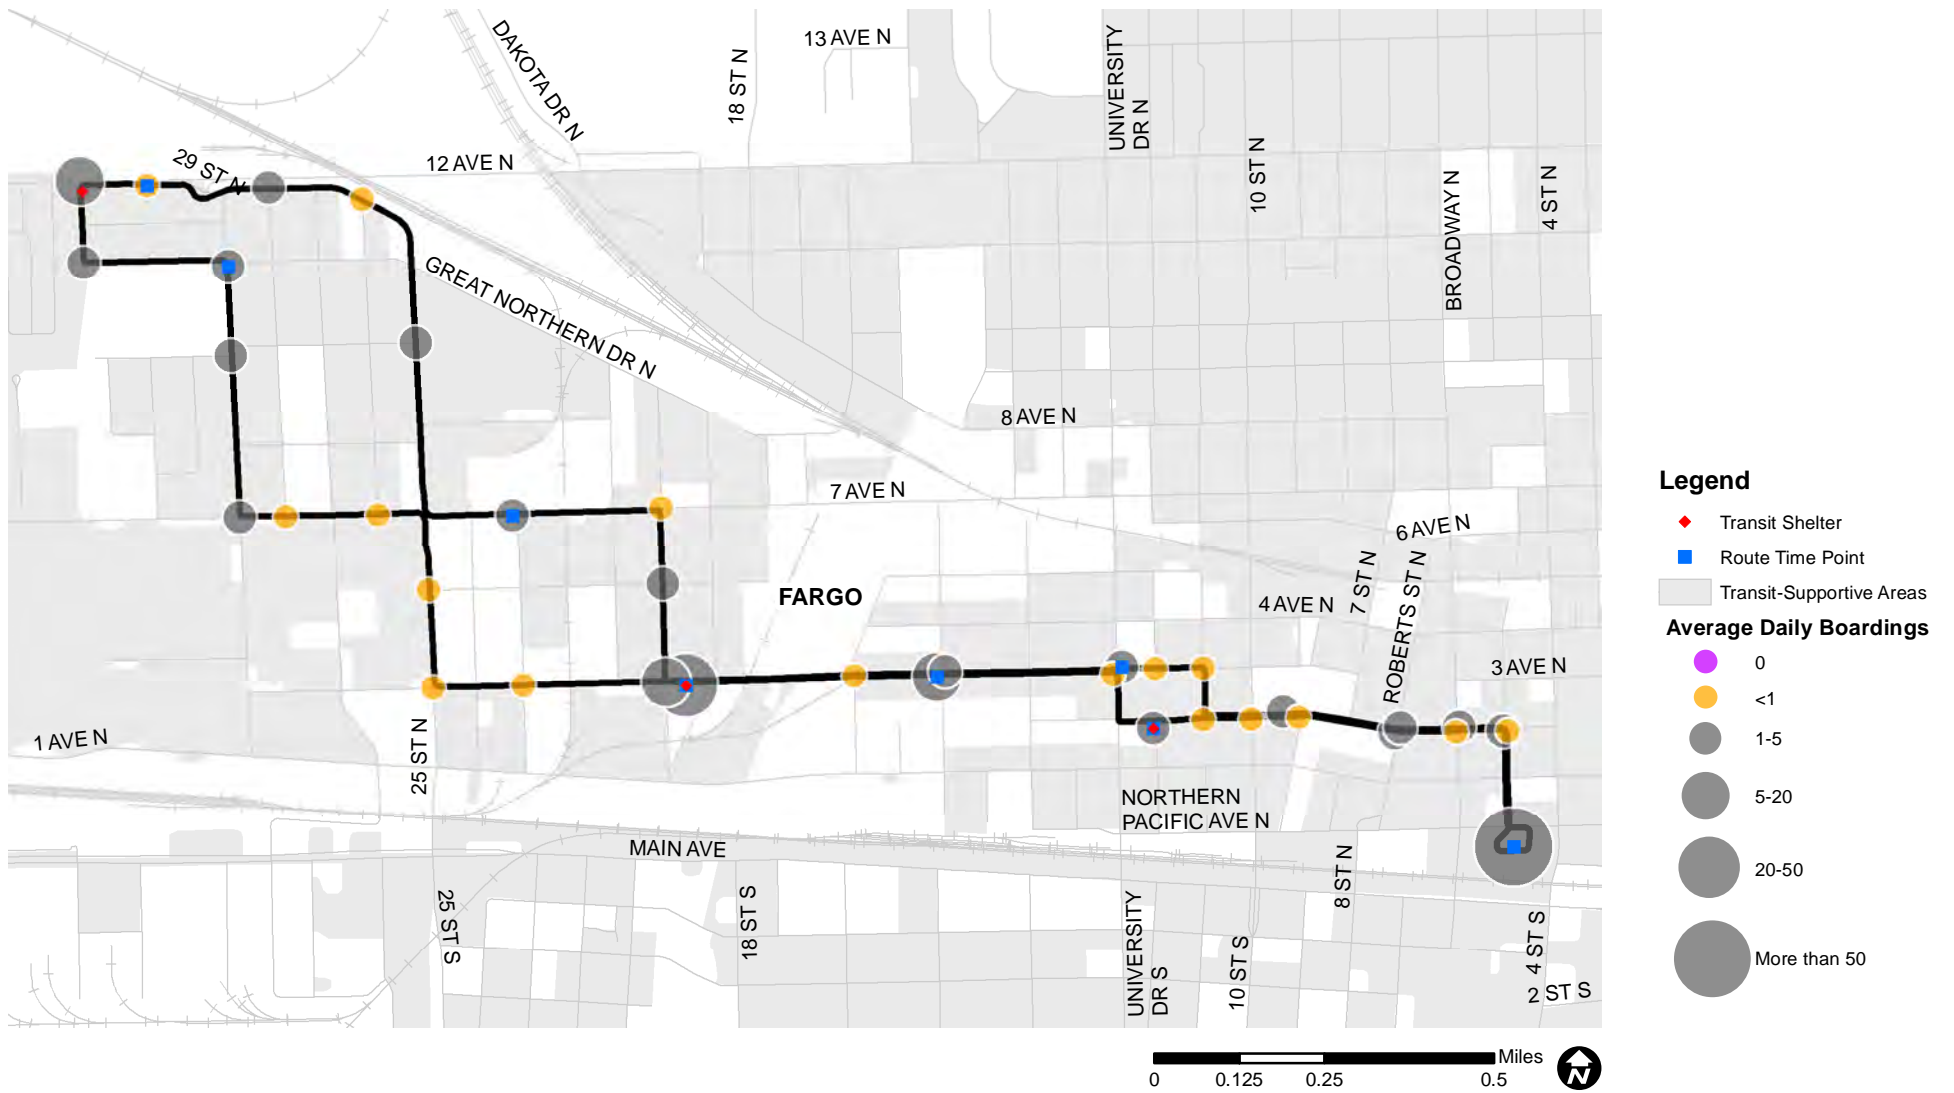 DAKOTA DR N
18 ST N
13 AVE N
UNIVERSITY
DR N
10 ST N
BROADWAY N
4 ST N
29 ST N
12 AVE N
GREAT NORTHERN DR N
8 AVE N
7 AVE N
6 AVE N
7 ST N
ROBERTS ST N
FARGO
4 AVE N
3 AVE N
1 AVE N
25 ST N
NORTHERN
PACIFIC AVE N
MAIN AVE
8 ST N
25 ST S
18 ST S
UNIVERSITY
DR S
10 ST S
4 ST S
2 ST S
Legend
Transit Shelter
Route Time Point
Transit-Supportive Areas
Average Daily Boardings
0
<1
1-5
5-20
20-50
More than 50
Miles
0 0.125 0.25 0.5
N